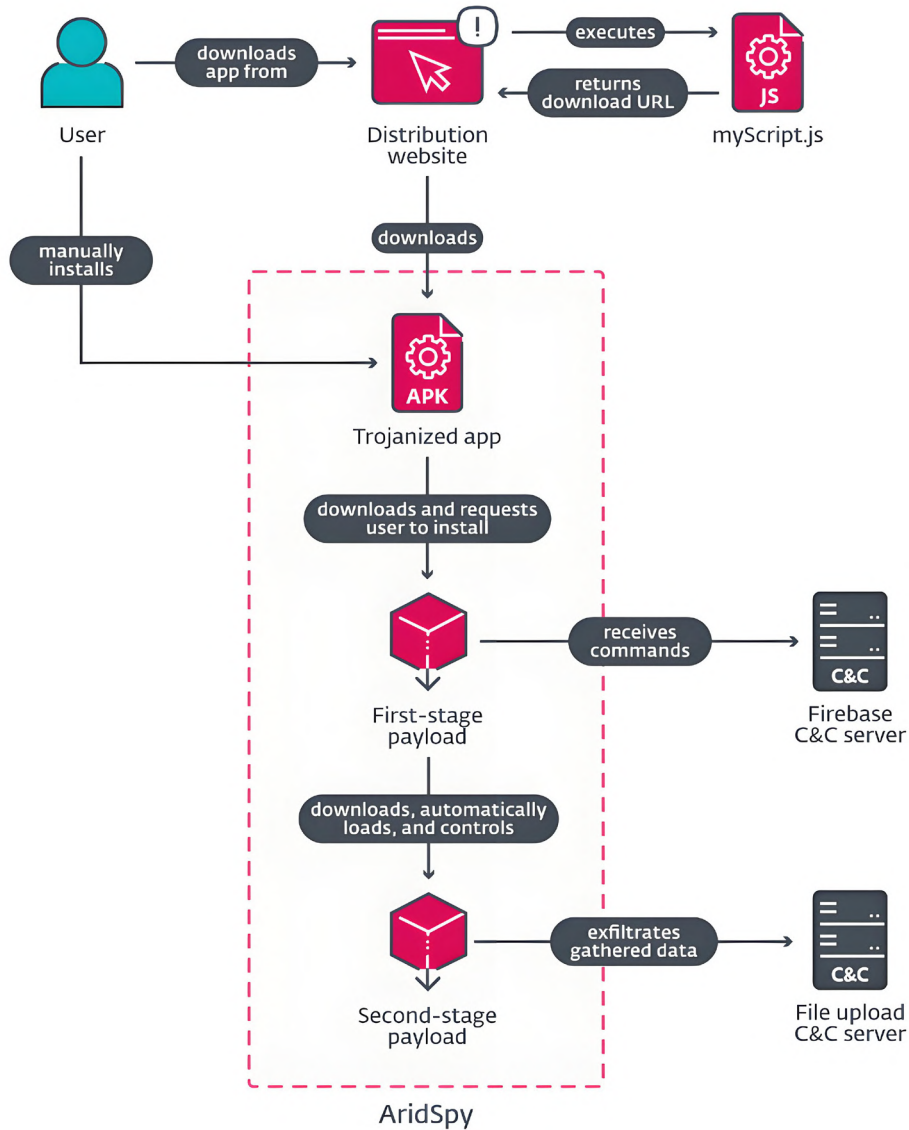 downloads
app from
!
executes
returns
download URL
JS
User
Distribution
website
myScript.js
manually
installs
downloads
APK
Trojanized app
downloads and requests
user to install
receives
commands
C&C
First-stage
payload
Firebase
C&C server
downloads, automatically
loads, and controls
exfiltrates
gathered data
C&C
Second-stage
payload
File upload
C&C server
AridSpy